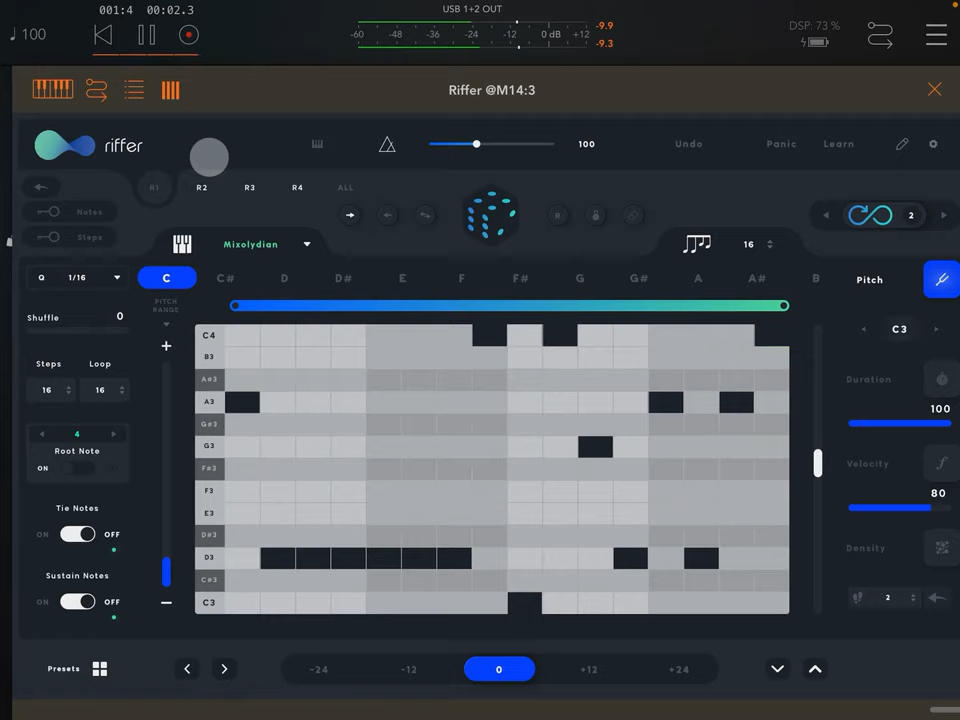 001:4 00:02.3
USB 1+2 OUT
♩ 100
-60 -48 -36 -24 -12 0 dB +12
-9.9
-9.3
DSP: 73 %
Riffer @M14:3
riffer
100
Undo
Panic
Learn
R1 R2 R3 R4 ALL
Notes
Steps
R
2
Mixolydian
16
Q 1/16
C C# D D# E F F# G G# A A# B
Pitch
PITCH
RANGE
Shuffle 0
C3
Steps Loop
16 16
Duration
100
4
Root Note
ON
Velocity
80
Tie Notes
ON OFF
Density
Sustain Notes
ON OFF
2
C4
B3
A#3
A3
G#3
G3
F#3
F3
E3
D#3
D3
C#3
C3
Presets
-24 -12 0 +12 +24